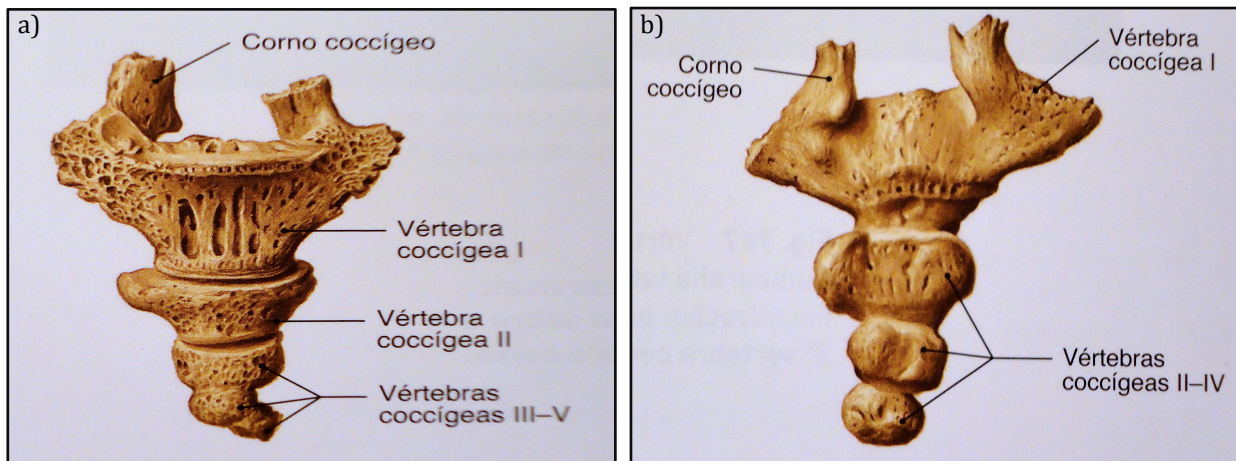 a)
Corno coccígeo
Vértebra
coccígea I
Vértebra
coccígea II
Vértebras
coccígeas III–V
b)
Corno
coccígeo
Vértebra
coccígea I
Vértebras
coccígeas II–IV